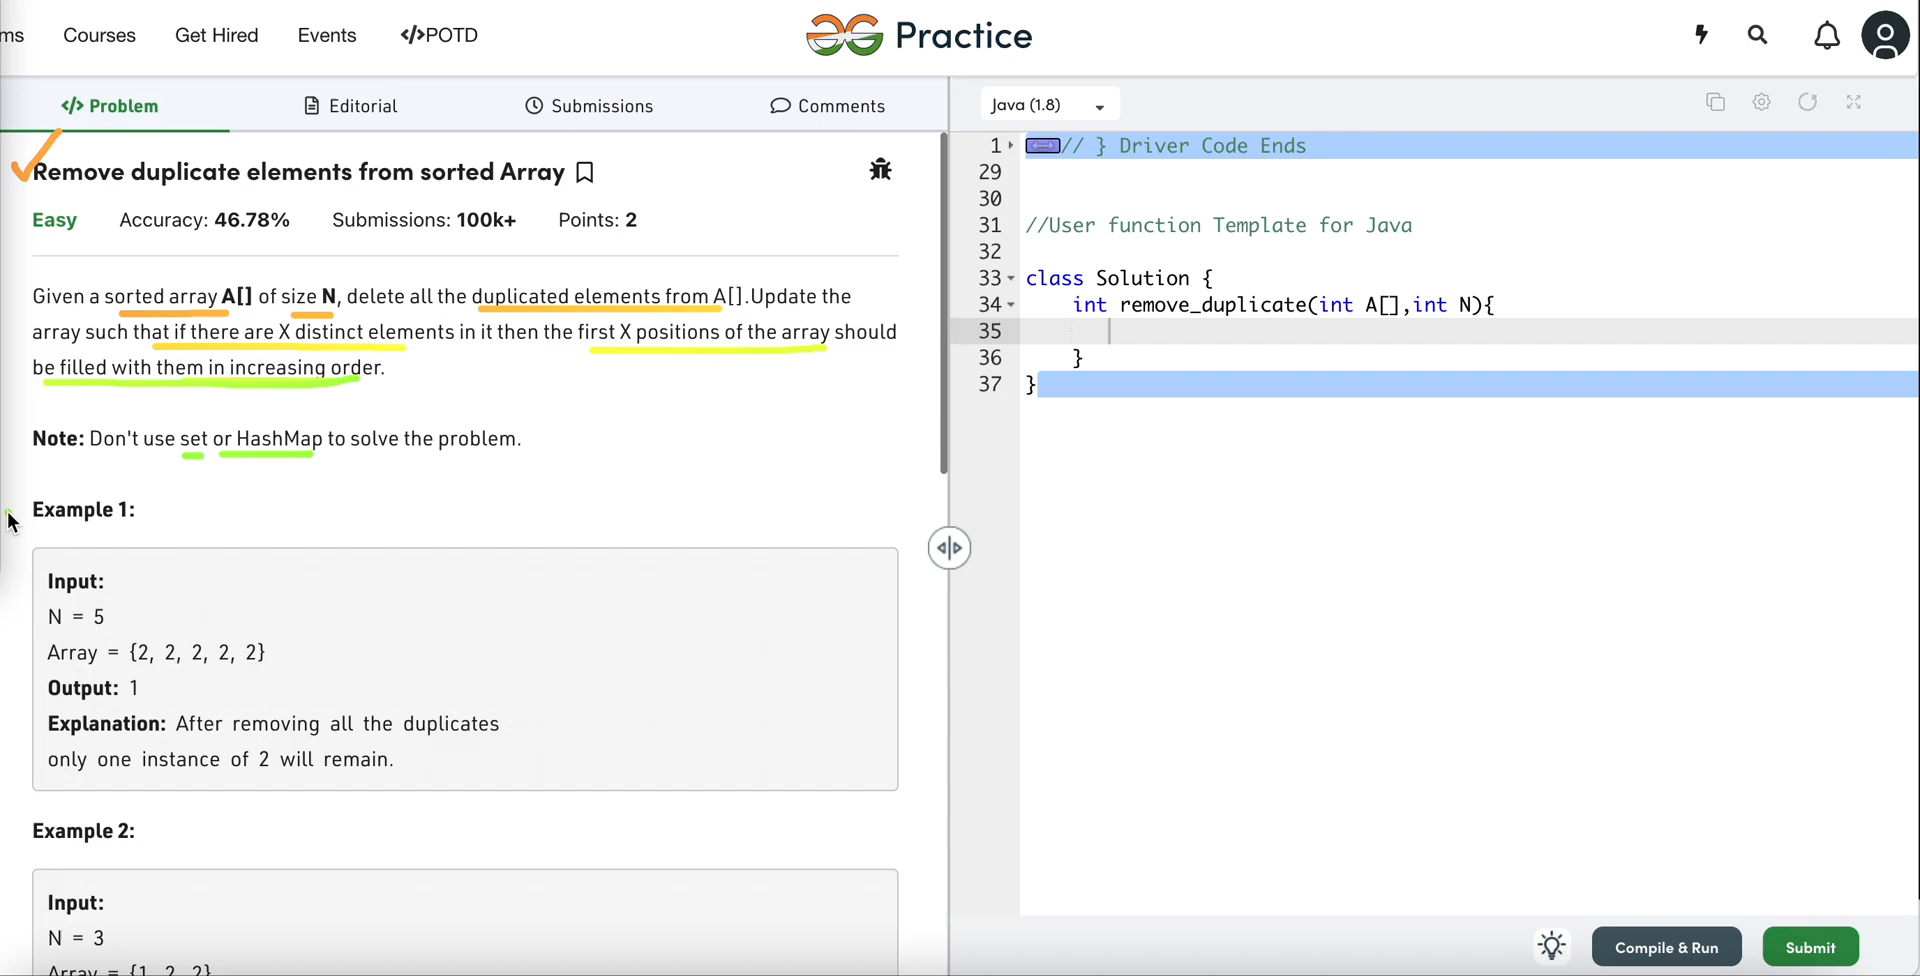 ms Courses Get Hired Events </>POTD Practice
</> Problem Editorial Submissions Comments
Java (1.8)
Remove duplicate elements from sorted Array
Easy Accuracy: 46.78% Submissions: 100k+ Points: 2
Given a sorted array A[] of size N, delete all the duplicated elements from A[].Update the
array such that if there are X distinct elements in it then the first X positions of the array should
be filled with them in increasing order.
Note: Don't use set or HashMap to solve the problem.
Example 1:
Input:
N = 5
Array = {2, 2, 2, 2, 2}
Output: 1
Explanation: After removing all the duplicates
only one instance of 2 will remain.
Example 2:
Input:
N = 3
Array = {1, 2, 2}
1 // } Driver Code Ends
29
30
31 //User function Template for Java
32
33 class Solution {
34 int remove_duplicate(int A[],int N){
35
36 }
37 }
Compile & Run Submit